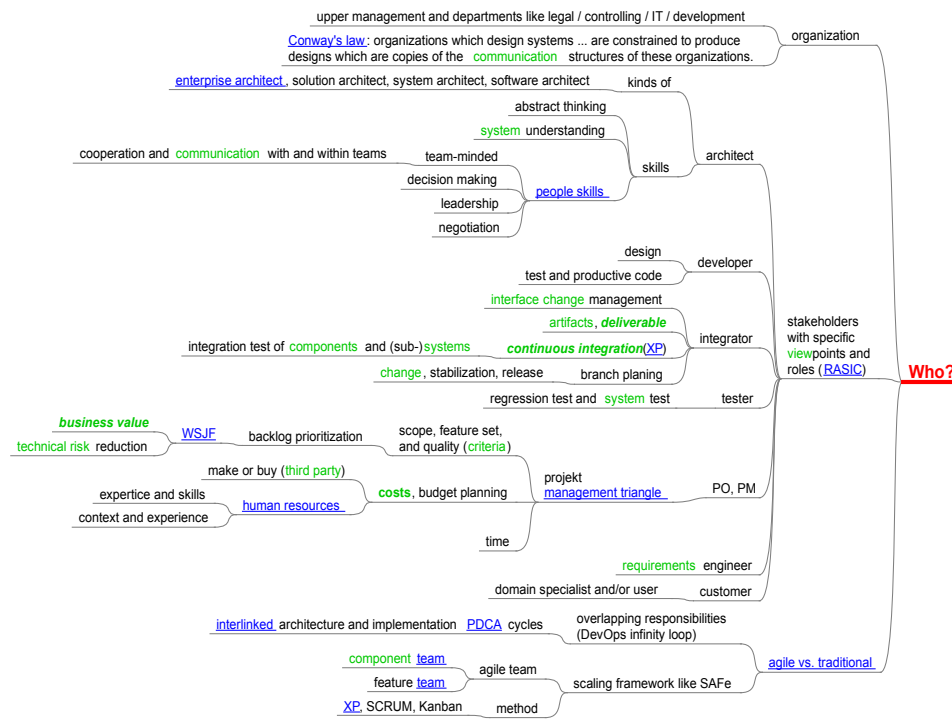 upper management and departments like legal / controlling / IT / development
organization
Conway's law : organizations which design systems ... are constrained to produce
designs which are copies of the communication structures of these organizations.
enterprise architect , solution architect, system architect, software architect
kinds of
abstract thinking
system understanding
cooperation and communication with and within teams
team-minded
architect
skills
decision making
people skills
leadership
negotiation
design
developer
test and productive code
interface change management
artifacts, deliverable
integrator
integration test of components and (sub-)systems
continuous integration(XP)
change , stabilization, release
branch planing
regression test and system test
tester
stakeholders
with specific
viewpoints and
roles (RASIC)
Who?
business value
WSJF
technical risk reduction
backlog prioritization
scope, feature set,
and quality (criteria)
make or buy (third party)
projekt
management triangle
PO, PM
expertice and skills
costs, budget planning
human resources
context and experience
time
requirements engineer
domain specialist and/or user
customer
interlinked architecture and implementation PDCA cycles
overlapping responsibilities
(DevOps infinity loop)
agile vs. traditional
component team
agile team
feature team
scaling framework like SAFe
XP, SCRUM, Kanban
method